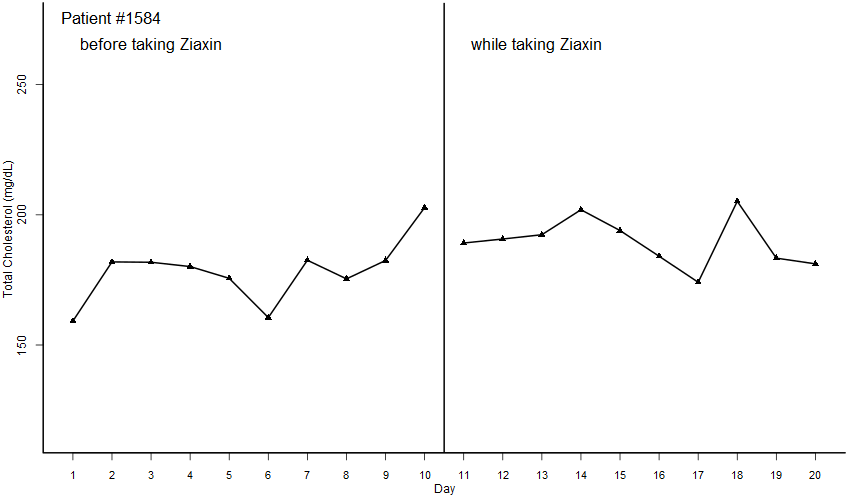 Patient #1584
before taking Ziaxin
while taking Ziaxin
Total Cholesterol (mg/dL)
250
200
150
1 2 3 4 5 6 7 8 9 10 11 12 13 14 15 16 17 18 19 20
Day